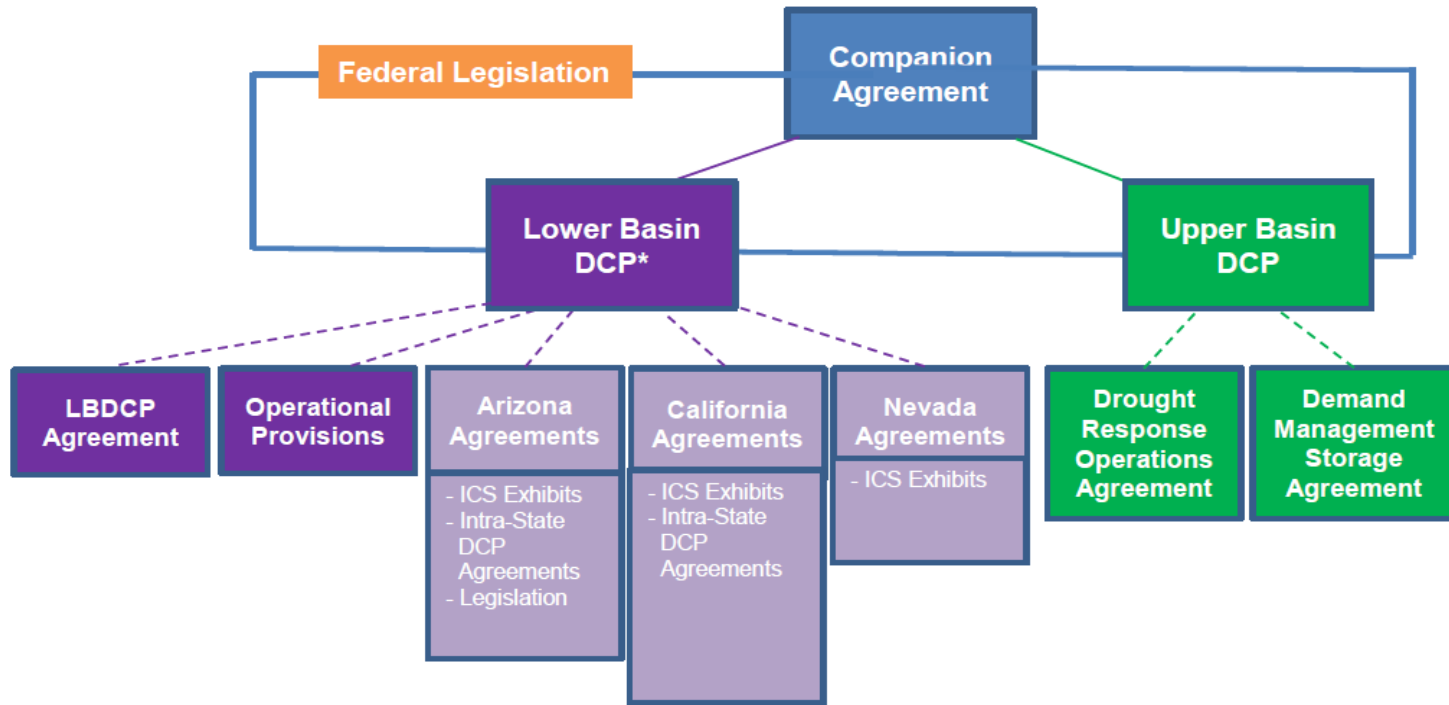 Federal Legislation
Companion
Agreement
Lower Basin
DCP*
Upper Basin
DCP
LBDCP
Agreement
Operational
Provisions
Arizona
Agreements
- ICS Exhibits
- Intra-State
DCP
Agreements
- Legislation
California
Agreements
- ICS Exhibits
- Intra-State
DCP
Agreements
Nevada
Agreements
- ICS Exhibits
Drought
Response
Operations
Agreement
Demand
Management
Storage
Agreement